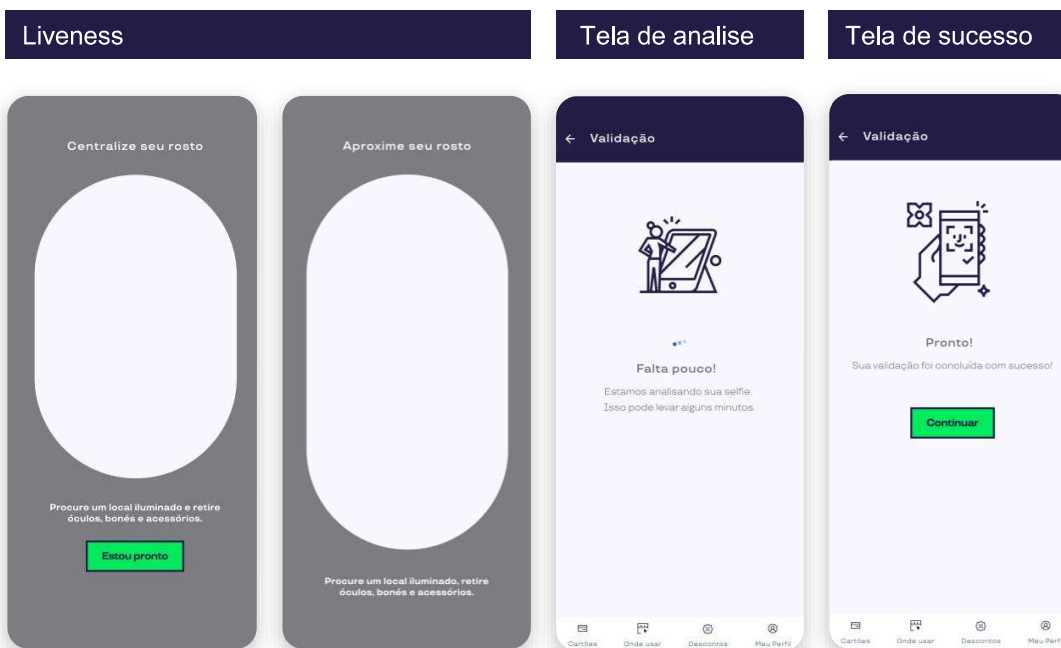 Liveness
Tela de analise
Tela de sucesso
Centralize seu rosto
Procure um local iluminado e retire
óculos, bonés e acessórios.
Estou pronto
Aproxime seu rosto
Procure um local iluminado, retire
óculos, bonés e acessórios.
Validação
Falta pouco!
Estamos analisando sua selfie.
Isso pode levar alguns minutos.
Cartões
Onde usar
Descontos
Meu Perfil
Validação
Pronto!
Sua validação foi concluída com sucesso!
Continuar
Cartões
Onde usar
Descontos
Meu Perf